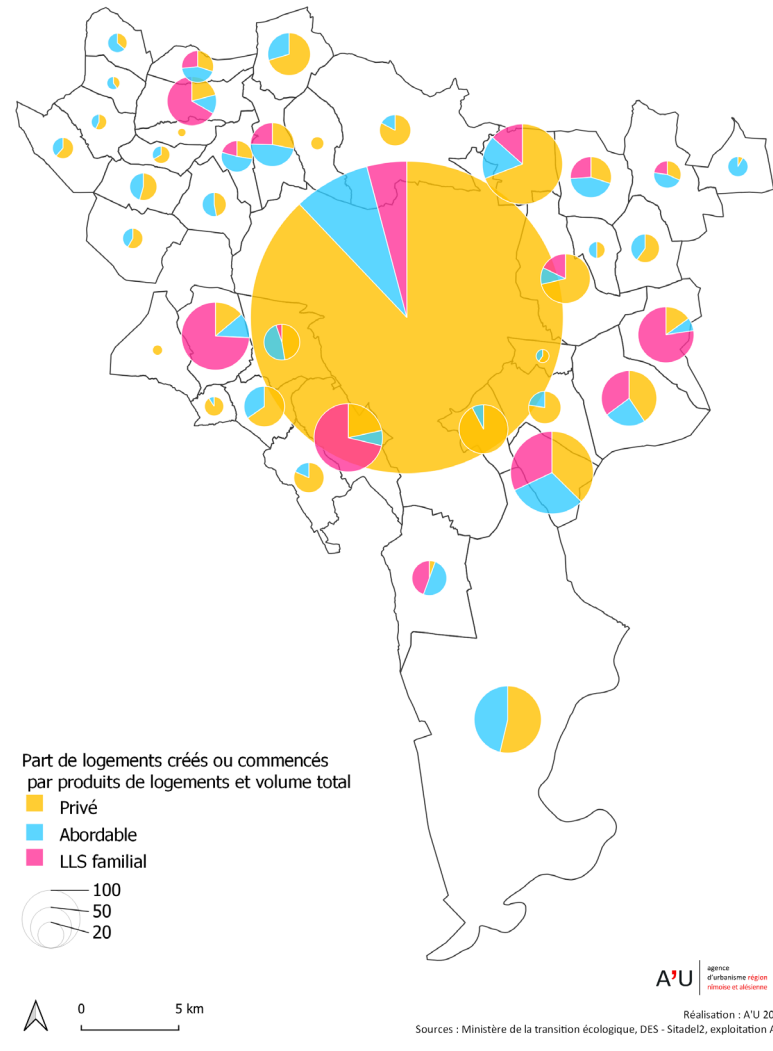 Part de logements créés ou commencés
par produits de logements et volume total
Privé
Abordable
LLS familial
100
50
20
0 5 km
A'U
agence
d'urbanisme région
nîmoise et alésienne
Réalisation : A'U 20
Sources : Ministère de la transition écologique, DES - Sitadel2, exploitation A